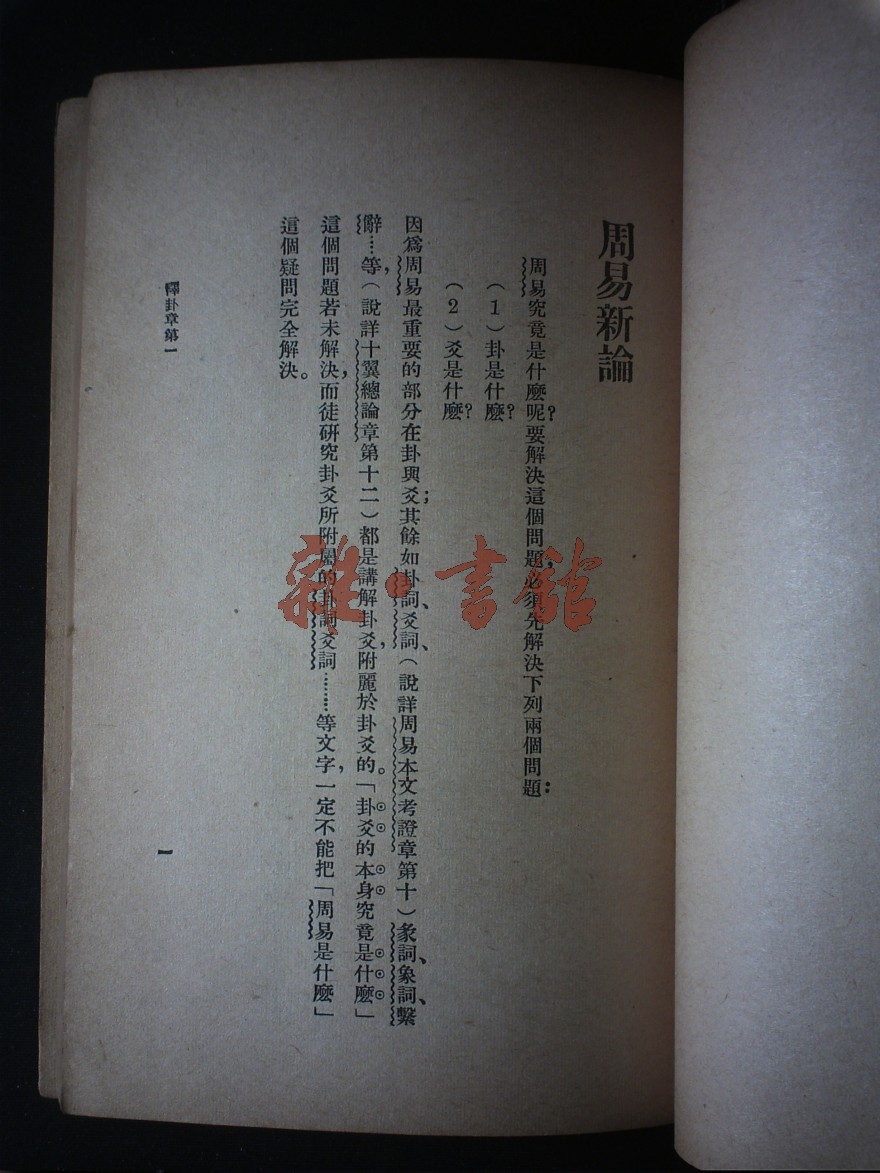 周易新論
周易究竟是什麼呢?要解決這個問題,必須先解決下列兩個問題:
(1)卦是什麼?
(2)爻是什麼?
因爲周易最重要的部分在卦與爻;其餘如卦詞、爻詞、(說詳周易本文考證章第十)彖詞、象詞、繫
辭……等,(說詳十翼總論章第十二)都是講解卦爻,附麗於卦爻的。「卦爻的本身究竟是什麼」
這個問題若未解決,而徒研究卦爻所附屬的卦詞爻詞………等文字,一定不能把「周易是什麼」
這個疑問完全解決。
釋卦章第一
一
雜·書館